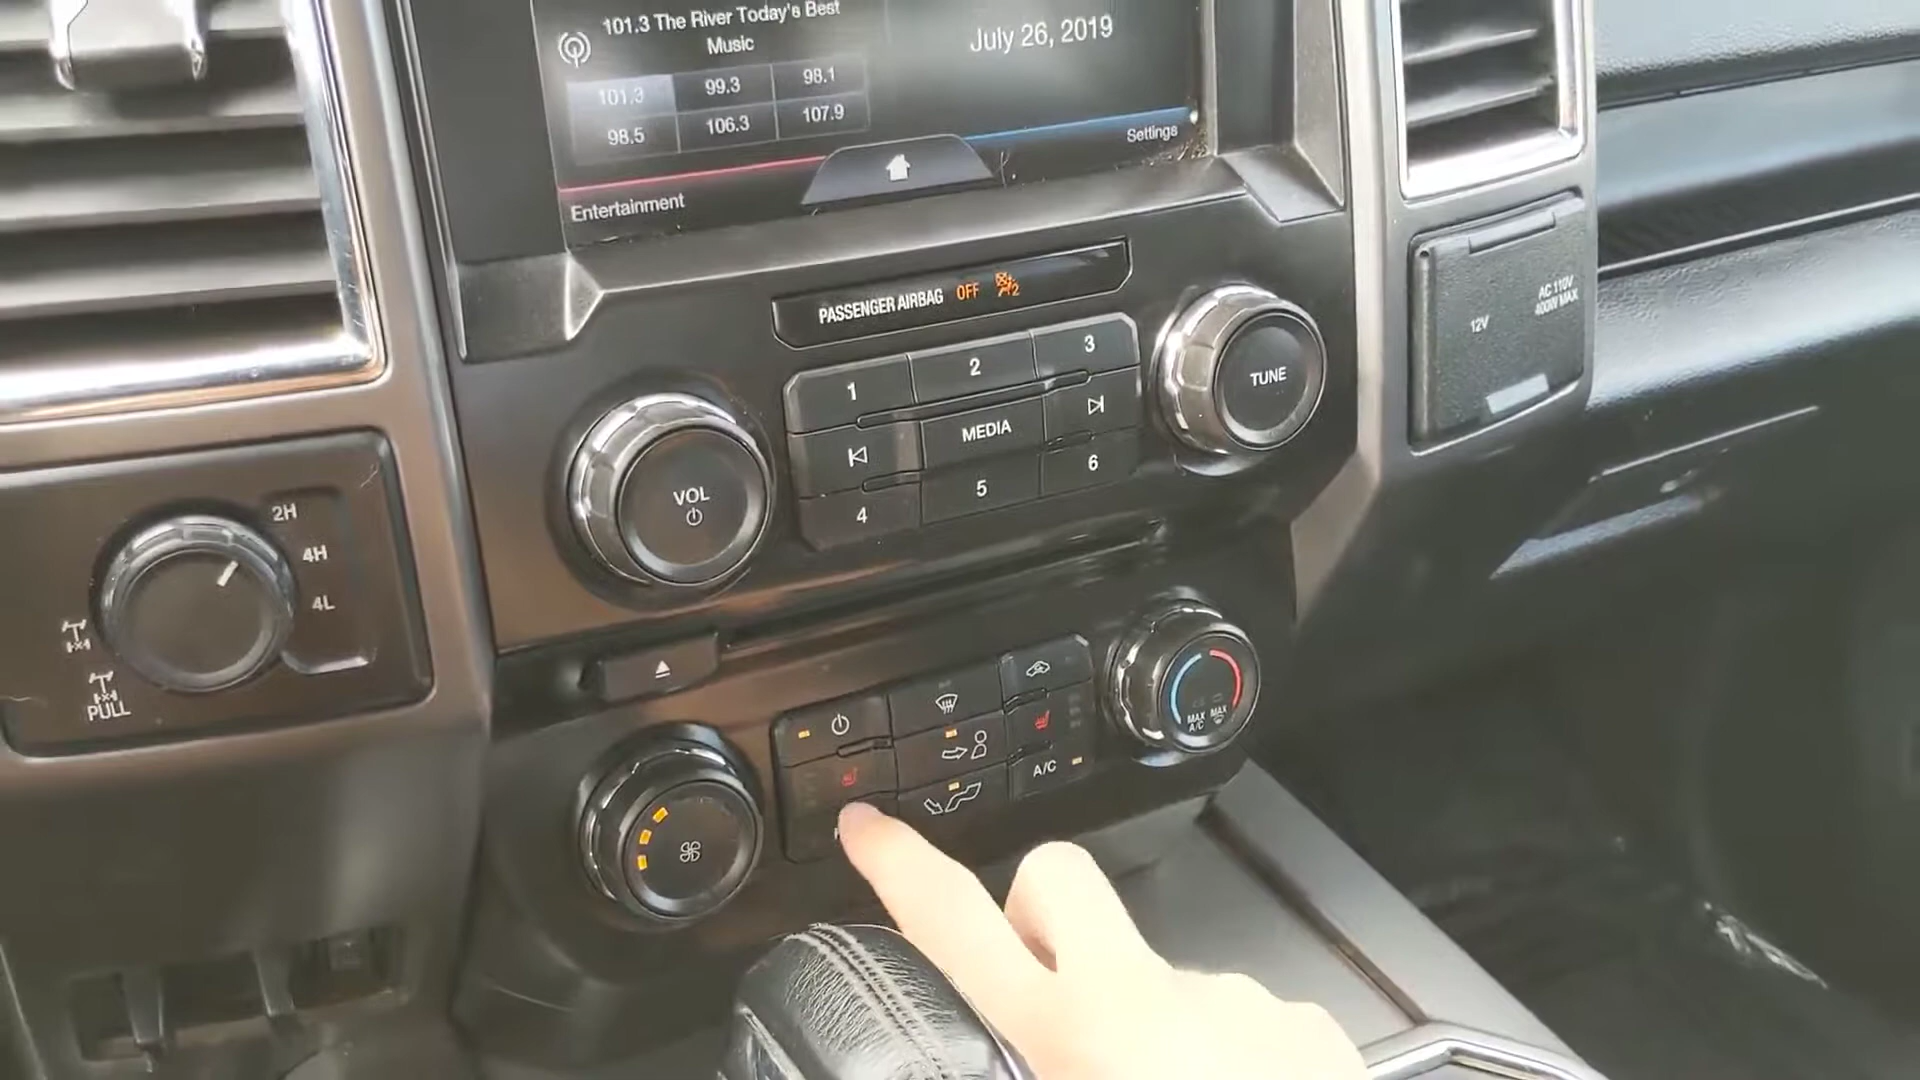 101.3 The River Today's Best
Music
July 26, 2019
101.3 99.3 98.1
98.5 106.3 107.9
Entertainment
Settings
PASSENGER AIRBAG OFF
2
1 2 3
MEDIA
4 5 6
VOL
TUNE
12V
AC 110V
400W MAX
2H
4H
4L
PULL
A/C
MAX
A/C
MAX